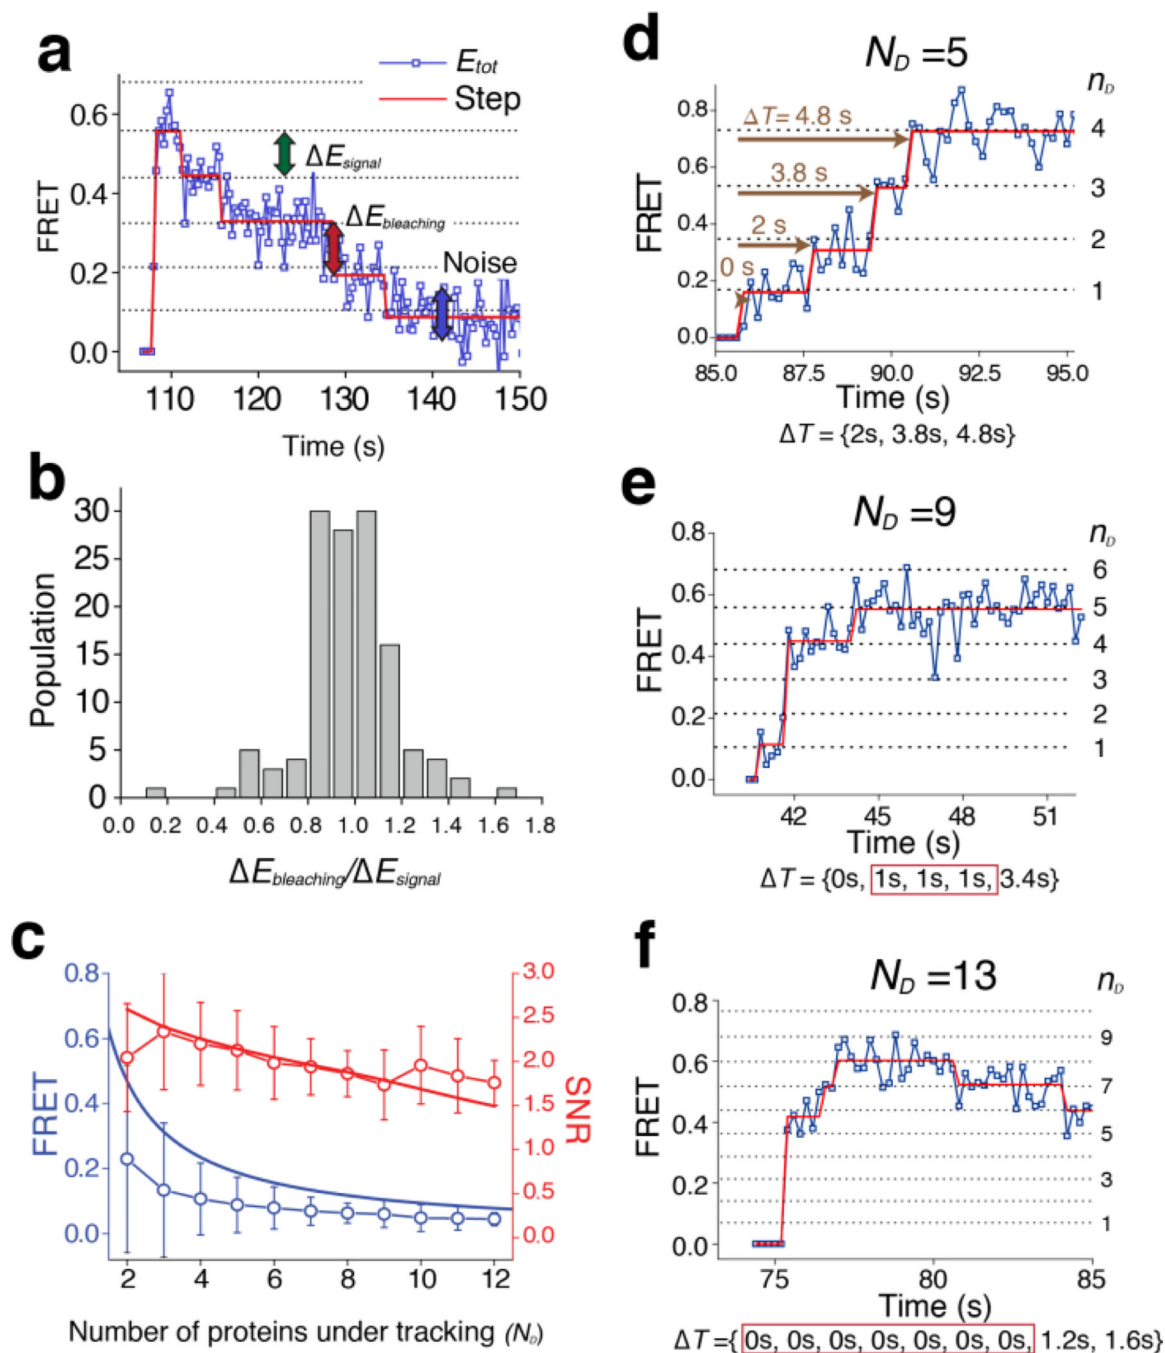 a
E_tot
Step
ΔE_signal
ΔE_bleaching
Noise
FRET
0.6
0.4
0.2
0.0
110 120 130 140 150
Time (s)
b
Population
30
25
20
15
10
5
0
0.0 0.2 0.4 0.6 0.8 1.0 1.2 1.4 1.6 1.8
ΔE_bleaching/ΔE_signal
c
FRET
0.8
0.6
0.4
0.2
0.0
SNR
3.0
2.5
2.0
1.5
1.0
0.5
0.0
2 4 6 8 10 12
Number of proteins under tracking (N_D)
d
N_D =5
n_D
FRET
0.8
0.6
0.4
0.2
0.0
ΔT= 4.8 s
3.8 s
2 s
0 s
4
3
2
1
85.0 87.5 90.0 92.5 95.0
Time (s)
ΔT = {2s, 3.8s, 4.8s}
e
N_D =9
n_D
FRET
0.8
0.6
0.4
0.2
0.0
6
5
4
3
2
1
42 45 48 51
Time (s)
ΔT = {0s, 1s, 1s, 1s, 3.4s}
f
N_D =13
n_D
FRET
0.8
0.6
0.4
0.2
0.0
9
7
5
3
1
75 80 85
Time (s)
ΔT={ 0s, 0s, 0s, 0s, 0s, 0s, 0s, 1.2s, 1.6s}